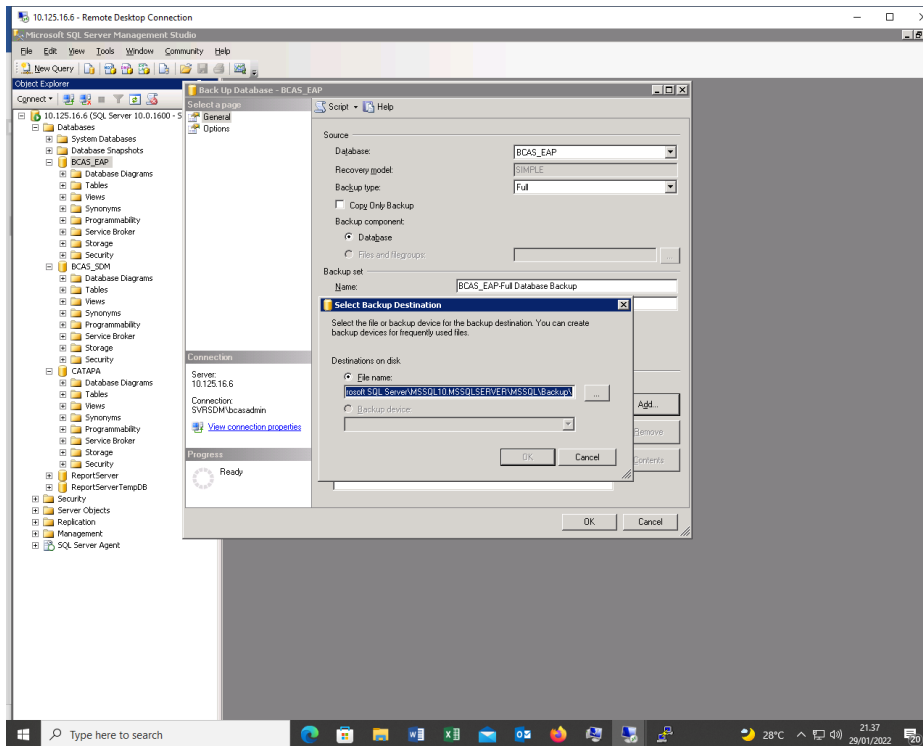 10.125.16.6 - Remote Desktop Connection
Microsoft SQL Server Management Studio
File Edit View Tools Window Community Help
New Query
Object Explorer
Connect
10.125.16.6 (SQL Server 10.0.1600 - S
Databases
System Databases
Database Snapshots
BCAS_EAP
Database Diagrams
Tables
Views
Synonyms
Programmability
Service Broker
Storage
Security
BCAS_SDM
Database Diagrams
Tables
Views
Synonyms
Programmability
Service Broker
Storage
Security
CATAPA
Database Diagrams
Tables
Views
Synonyms
Programmability
Service Broker
Storage
Security
ReportServer
ReportServerTempDB
Security
Server Objects
Replication
Management
SQL Server Agent
Back Up Database - BCAS_EAP
Select a page
General
Options
Script Help
Source
Database: BCAS_EAP
Recovery model: SIMPLE
Backup type: Full
Copy Only Backup
Backup component:
Database
Files and filegroups: ...
Backup set
Name: BCAS_EAP-Full Database Backup
Select Backup Destination
Select the file or backup device for the backup destination. You can create
backup devices for frequently used files.
Destinations on disk
File name:
rosoft SQL Server\MSSQL10.MSSQLSERVER\MSSQL\Backup\ ...
Backup device:
OK Cancel
Add...
Remove
Contents
Connection
Server:
10.125.16.6
Connection:
SVRSDM\bcasadmin
View connection properties
Progress
Ready
OK Cancel
Type here to search
28°C
21.37
29/01/2022
20